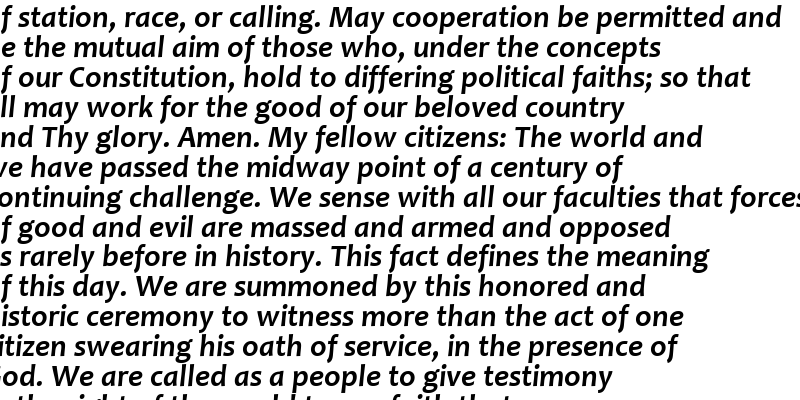 f station, race, or calling. May cooperation be permitted and
e the mutual aim of those who, under the concepts
f our Constitution, hold to differing political faiths; so that
ll may work for the good of our beloved country
nd Thy glory. Amen. My fellow citizens: The world and
ve have passed the midway point of a century of
ontinuing challenge. We sense with all our faculties that forces
f good and evil are massed and armed and opposed
s rarely before in history. This fact defines the meaning
f this day. We are summoned by this honored and
istoric ceremony to witness more than the act of one
itizen swearing his oath of service, in the presence of
God. We are called as a people to give testimony